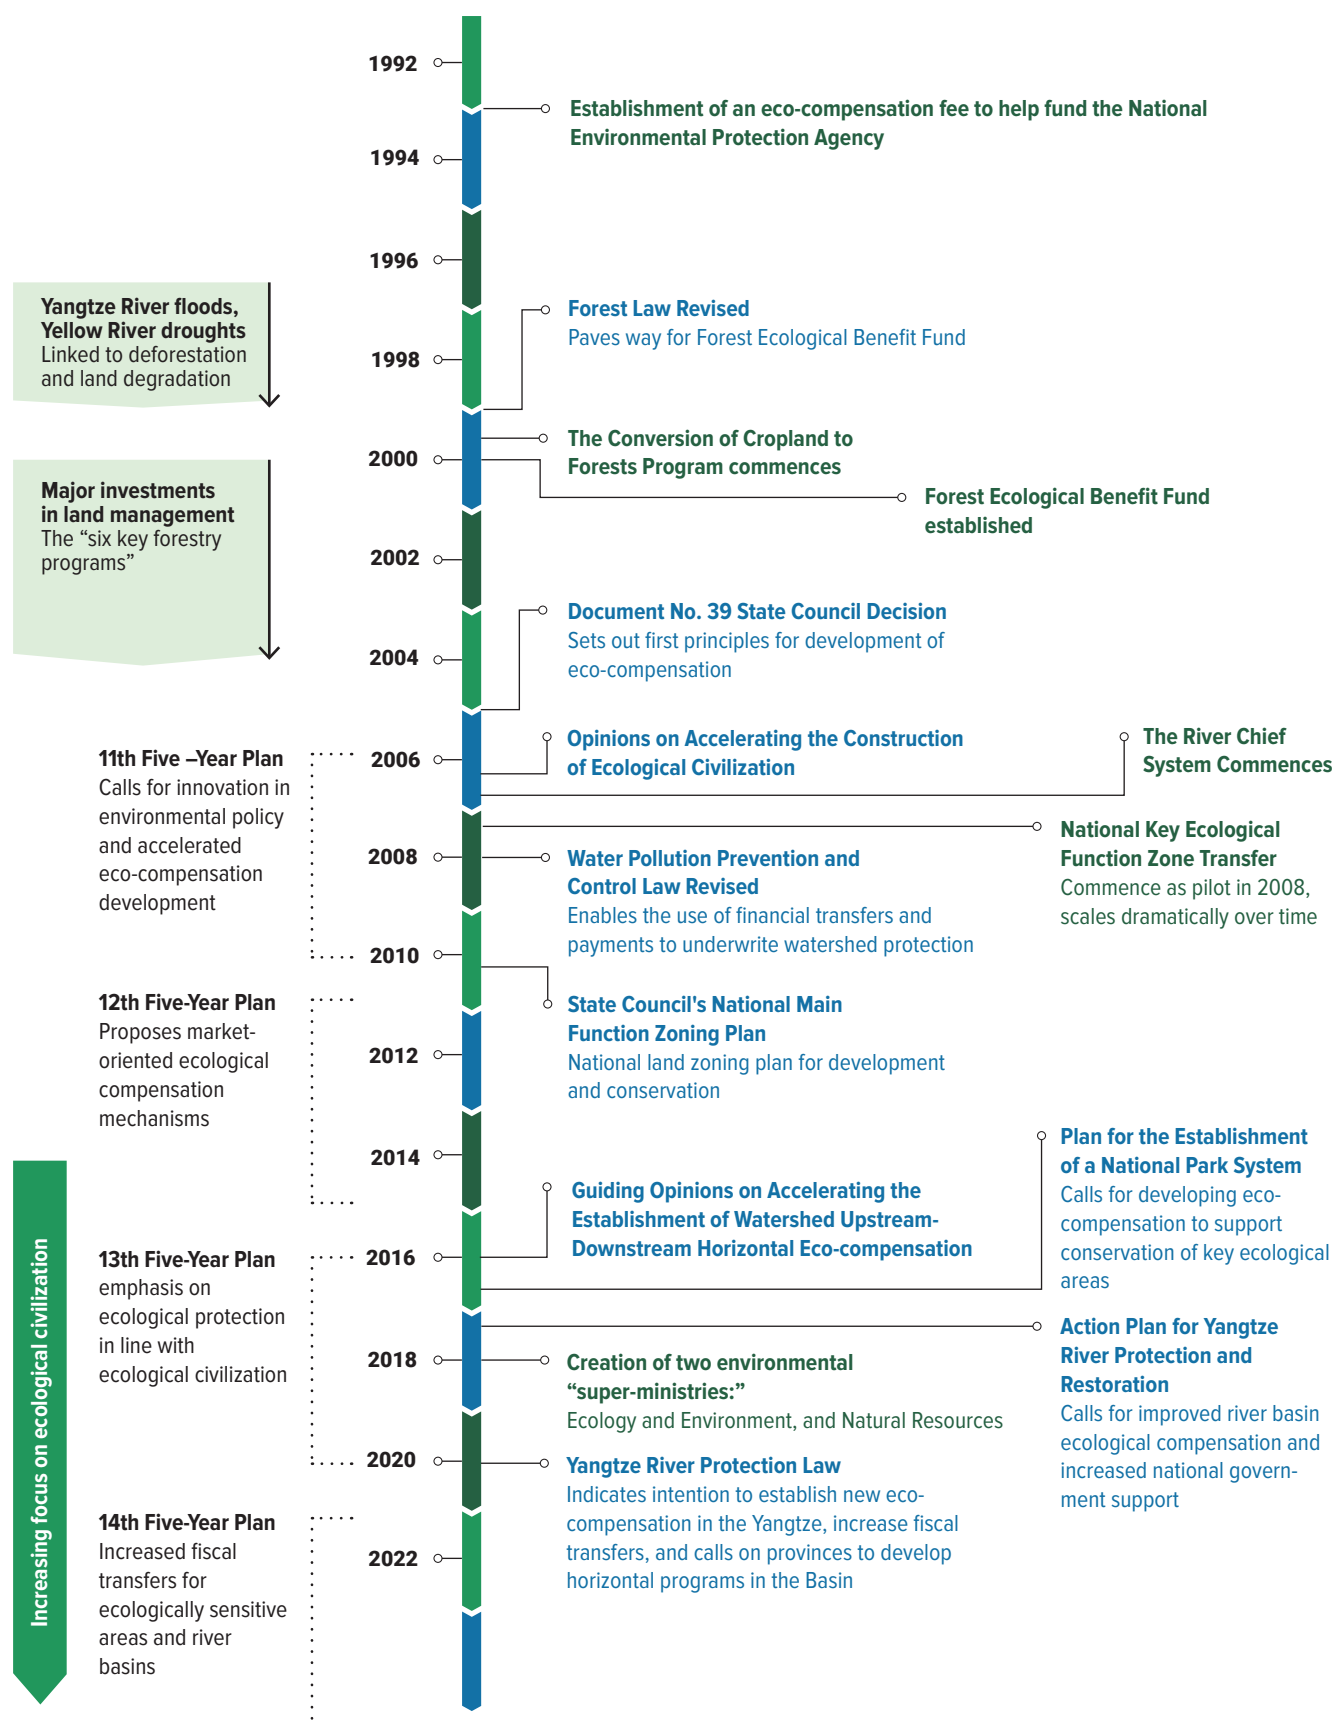 1992
Establishment of an eco-compensation fee to help fund the National
Environmental Protection Agency
1994
1996
Yangtze River floods,
Yellow River droughts
Linked to deforestation
and land degradation
Forest Law Revised
Paves way for Forest Ecological Benefit Fund
1998
The Conversion of Cropland to
Forests Program commences
2000
Forest Ecological Benefit Fund
established
Major investments
in land management
The “six key forestry
programs”
2002
Document No. 39 State Council Decision
Sets out first principles for development of
eco-compensation
2004
11th Five –Year Plan
Calls for innovation in
environmental policy
and accelerated
eco-compensation
development
2006
Opinions on Accelerating the Construction
of Ecological Civilization
The River Chief
System Commences
National Key Ecological
Function Zone Transfer
Commence as pilot in 2008,
scales dramatically over time
2008
Water Pollution Prevention and
Control Law Revised
Enables the use of financial transfers and
payments to underwrite watershed protection
2010
12th Five-Year Plan
Proposes market-
oriented ecological
compensation
mechanisms
State Council's National Main
Function Zoning Plan
National land zoning plan for development
and conservation
2012
2014
Plan for the Establishment
of a National Park System
Calls for developing eco-
compensation to support
conservation of key ecological
areas
Guiding Opinions on Accelerating the
Establishment of Watershed Upstream-
Downstream Horizontal Eco-compensation
2016
Increasing focus on ecological civilization
13th Five-Year Plan
emphasis on
ecological protection
in line with
ecological civilization
Action Plan for Yangtze
River Protection and
Restoration
Calls for improved river basin
ecological compensation and
increased national govern-
ment support
2018
Creation of two environmental
“super-ministries:”
Ecology and Environment, and Natural Resources
2020
Yangtze River Protection Law
Indicates intention to establish new eco-
compensation in the Yangtze, increase fiscal
transfers, and calls on provinces to develop
horizontal programs in the Basin
14th Five-Year Plan
Increased fiscal
transfers for
ecologically sensitive
areas and river
basins
2022